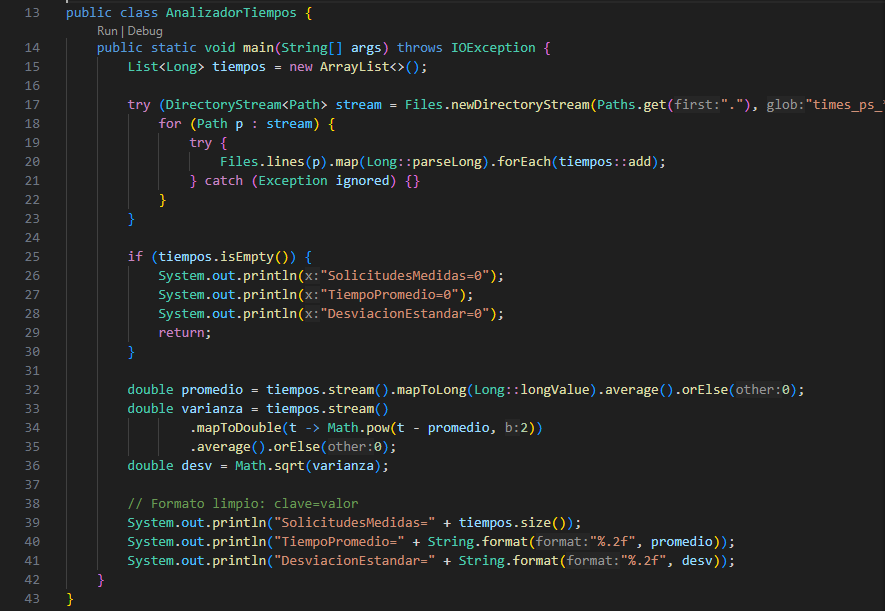 13 public class AnalizadorTiempos {
Run | Debug
14 public static void main(String[] args) throws IOException {
15 List<Long> tiempos = new ArrayList<>();
16
17 try (DirectoryStream<Path> stream = Files.newDirectoryStream(Paths.get(first:"."), glob:"times_ps_*
18 for (Path p : stream) {
19 try {
20 Files.lines(p).map(Long::parseLong).forEach(tiempos::add);
21 } catch (Exception ignored) {}
22 }
23 }
24
25 if (tiempos.isEmpty()) {
26 System.out.println(x:"SolicitudesMedidas=0");
27 System.out.println(x:"TiempoPromedio=0");
28 System.out.println(x:"DesviacionEstandar=0");
29 return;
30 }
31
32 double promedio = tiempos.stream().mapToLong(Long::longValue).average().orElse(other:0);
33 double varianza = tiempos.stream()
34 .mapToDouble(t -> Math.pow(t - promedio, b:2))
35 .average().orElse(other:0);
36 double desv = Math.sqrt(varianza);
37
38 // Formato limpio: clave=valor
39 System.out.println("SolicitudesMedidas=" + tiempos.size());
40 System.out.println("TiempoPromedio=" + String.format(format:"%.2f", promedio));
41 System.out.println("DesviacionEstandar=" + String.format(format:"%.2f", desv));
42 }
43 }